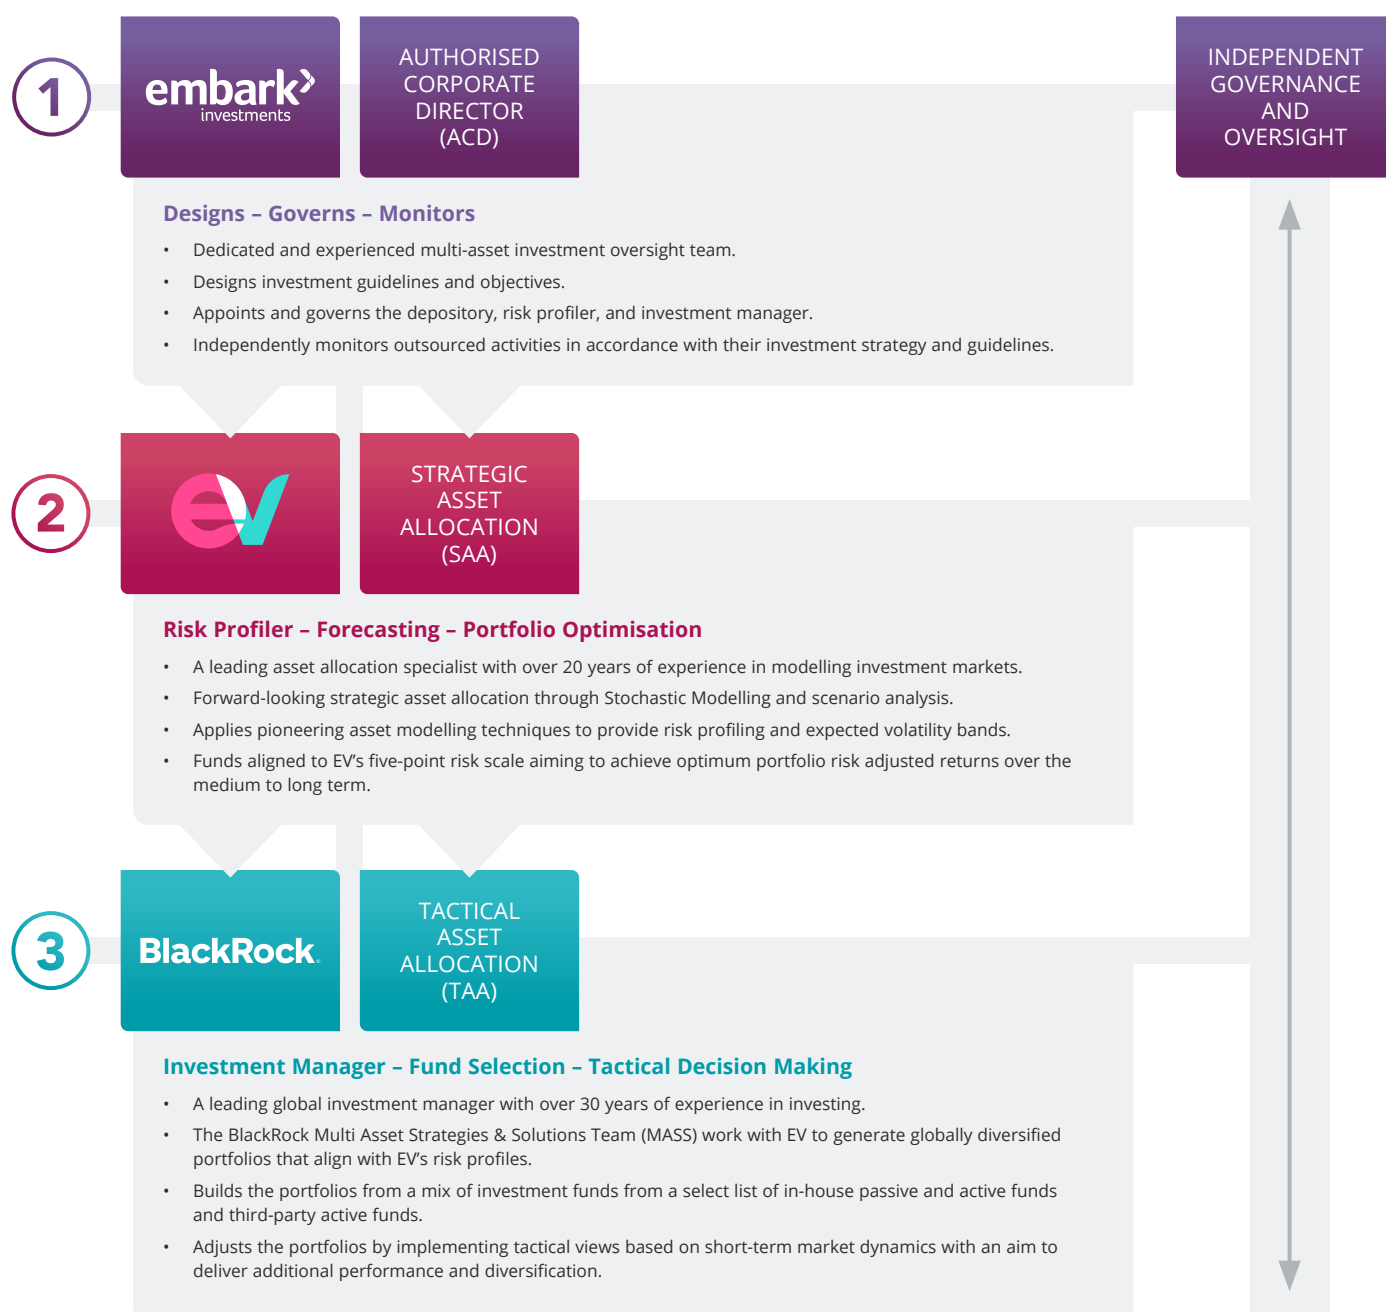 1
embark
investments
AUTHORISED
CORPORATE
DIRECTOR
(ACD)
INDEPENDENT
GOVERNANCE
AND
OVERSIGHT
Designs – Governs – Monitors
• Dedicated and experienced multi-asset investment oversight team.
• Designs investment guidelines and objectives.
• Appoints and governs the depository, risk profiler, and investment manager.
• Independently monitors outsourced activities in accordance with their investment strategy and guidelines.
2
ev
STRATEGIC
ASSET
ALLOCATION
(SAA)
Risk Profiler – Forecasting – Portfolio Optimisation
• A leading asset allocation specialist with over 20 years of experience in modelling investment markets.
• Forward-looking strategic asset allocation through Stochastic Modelling and scenario analysis.
• Applies pioneering asset modelling techniques to provide risk profiling and expected volatility bands.
• Funds aligned to EV’s five-point risk scale aiming to achieve optimum portfolio risk adjusted returns over the
medium to long term.
3
BlackRock®
TACTICAL
ASSET
ALLOCATION
(TAA)
Investment Manager – Fund Selection – Tactical Decision Making
• A leading global investment manager with over 30 years of experience in investing.
• The BlackRock Multi Asset Strategies & Solutions Team (MASS) work with EV to generate globally diversified
portfolios that align with EV’s risk profiles.
• Builds the portfolios from a mix of investment funds from a select list of in-house passive and active funds
and third-party active funds.
• Adjusts the portfolios by implementing tactical views based on short-term market dynamics with an aim to
deliver additional performance and diversification.